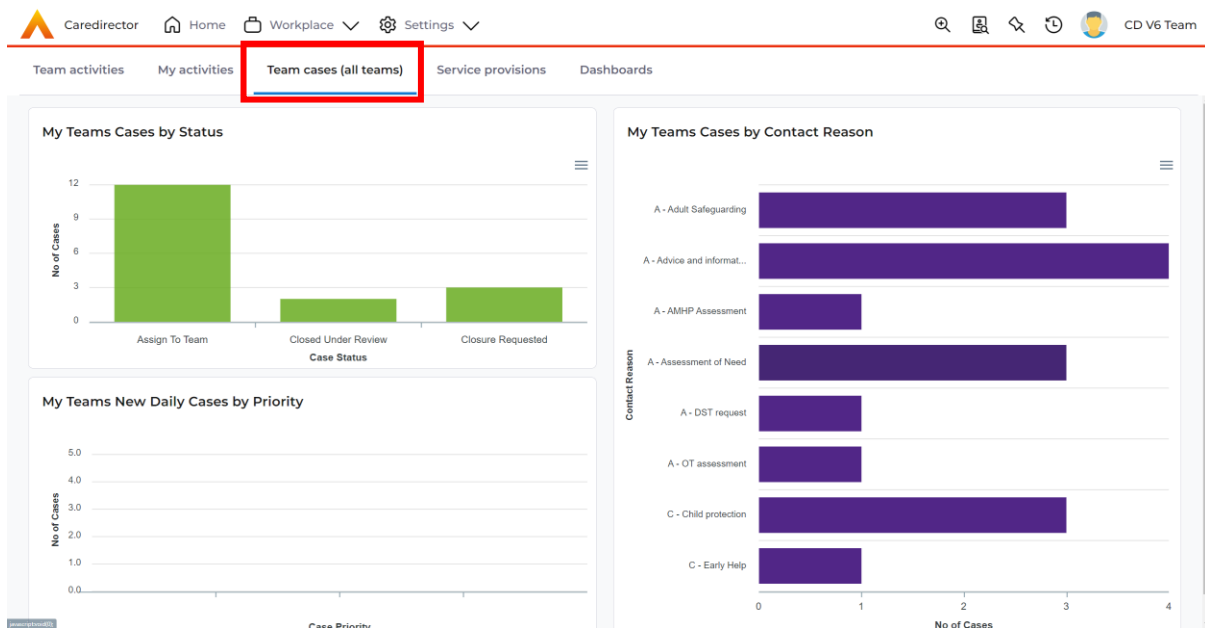 Caredirector Home Workplace Settings CD V6 Team
Team activities My activities Team cases (all teams) Service provisions Dashboards
My Teams Cases by Status
12
9
6
3
0
No of Cases
Assign To Team Closed Under Review Closure Requested
Case Status
My Teams New Daily Cases by Priority
5.0
4.0
3.0
2.0
1.0
0.0
No of Cases
Case Priority
My Teams Cases by Contact Reason
Contact Reason
A - Adult Safeguarding
A - Advice and informat...
A - AMHP Assessment
A - Assessment of Need
A - DST request
A - OT assessment
C - Child protection
C - Early Help
0 1 2 3 4
No of Cases
javascript:void(0);